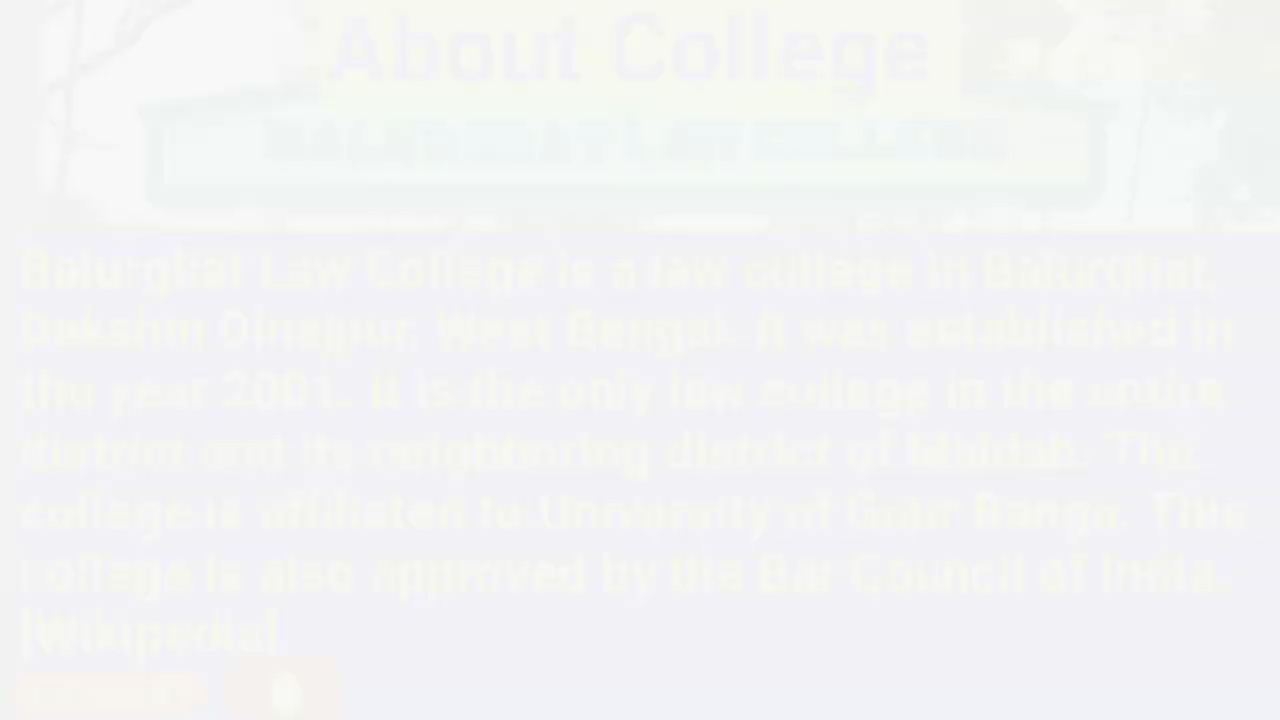 About College
BALURGHAT LAW COLLEGE
Balurghat Law College is a law college in Balurghat,
Dakshin Dinajpur, West Bengal. It was established in
the year 2001. It is the only law college in the entire
district and its neighboring district of Maldah. The
college is affiliated to University of Gour Banga. This
college is also approved by the Bar Council of India.
[Wikipedia]